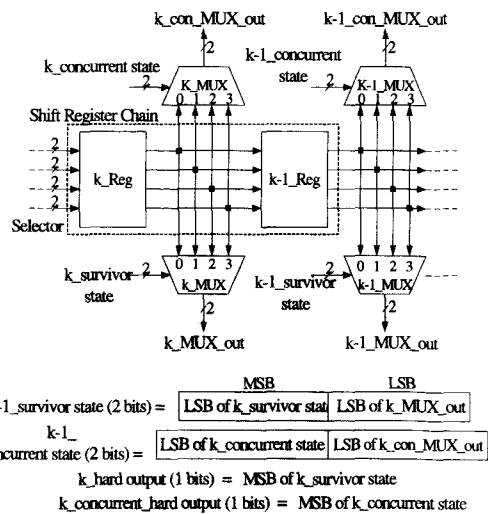 k_con_MUX_out k-1_con_MUX_out
2 2
k_concurrent state k-1_concurrent state
2 2
K_MUX K-1_MUX
0 1 2 3 0 1 2 3
Shift Register Chain
2
2
2
2
k_Reg k-1_Reg
Selector
0 1 2 3 0 1 2 3
k_survivor state 2 k-1_survivor state 2
k_MUX k-1_MUX
2 2
k_MUX_out k-1_MUX_out
MSB LSB
-1_survivor state (2 bits) = LSB of k_survivor state LSB of k_MUX_out
k-1_
ncurrent state (2 bits) = LSB of k_concurrent state LSB of k_con_MUX_out
k_hard output (1 bits) = MSB of k_survivor state
k_concurrent_hard output (1 bits) = MSB of k_concurrent state